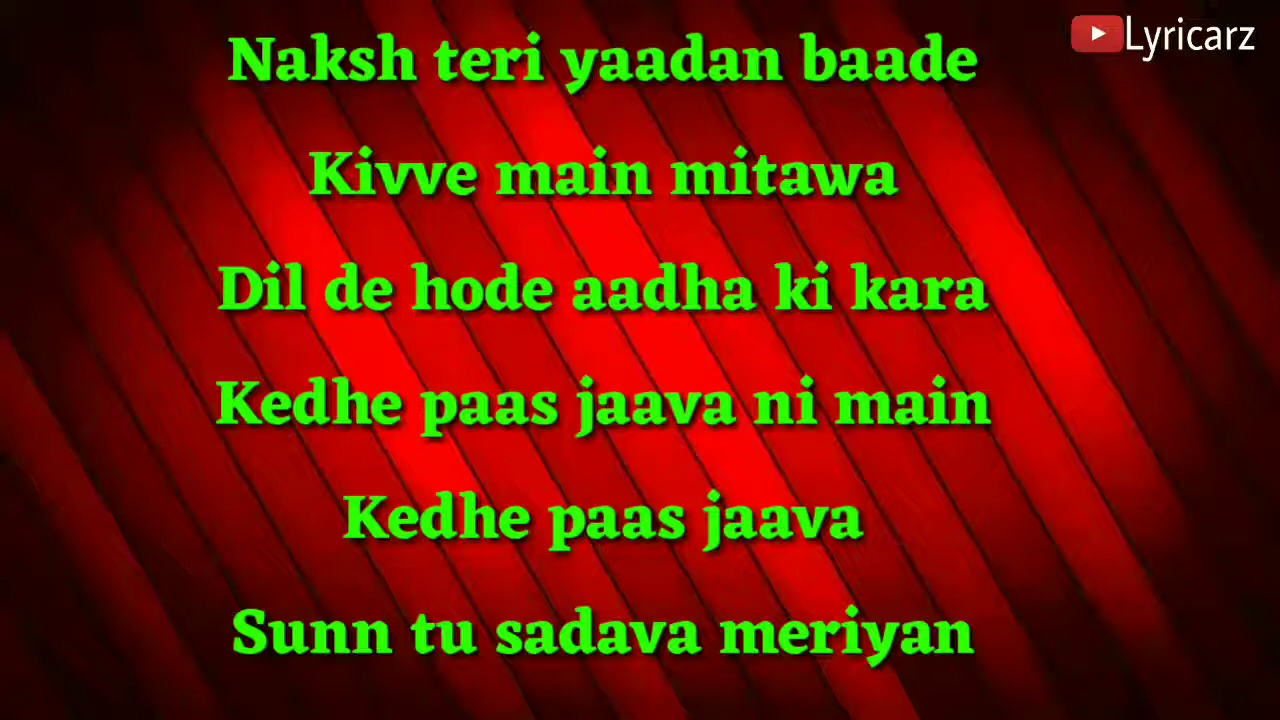 Lyricarz
Naksh teri yaadan baade
Kivve main mitawa
Dil de hode aadha ki kara
Kedhe paas jaava ni main
Kedhe paas jaava
Sunn tu sadava meriyan